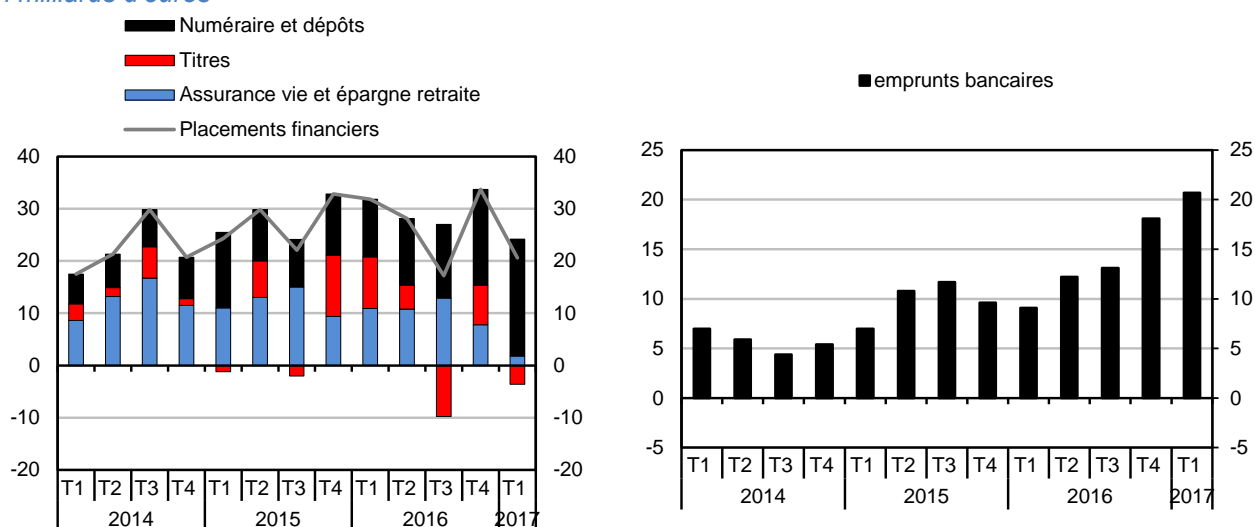 milliards d'euros
Numéraire et dépôts
Titres
Assurance vie et épargne retraite
Placements financiers
40 40
30 30
20 20
10 10
0 0
-10 -10
-20 -20
T1 T2 T3 T4 T1 T2 T3 T4 T1 T2 T3 T4 T1
2014 2015 2016 2017
emprunts bancaires
25 25
20 20
15 15
10 10
5 5
0 0
-5 -5
T1 T2 T3 T4 T1 T2 T3 T4 T1 T2 T3 T4 T1
2014 2015 2016 2017